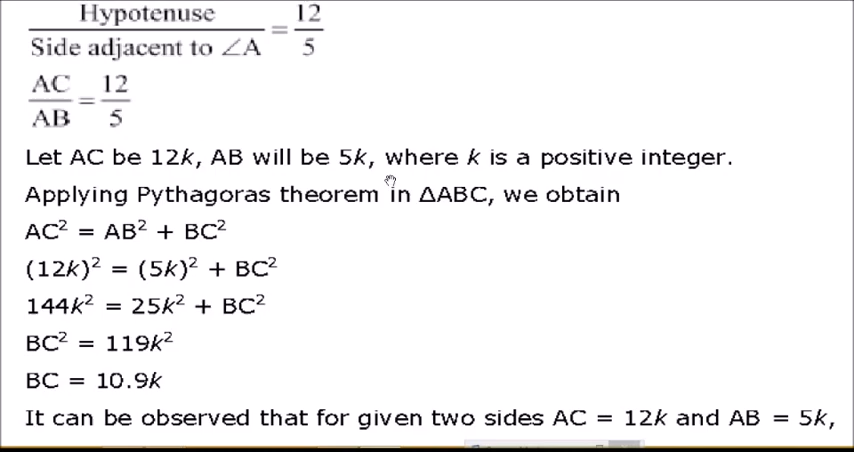 Hypotenuse / Side adjacent to ∠A = 12/5
AC/AB = 12/5
Let AC be 12k, AB will be 5k, where k is a positive integer.
Applying Pythagoras theorem in ΔABC, we obtain
AC² = AB² + BC²
(12k)² = (5k)² + BC²
144k² = 25k² + BC²
BC² = 119k²
BC = 10.9k
It can be observed that for given two sides AC = 12k and AB = 5k,